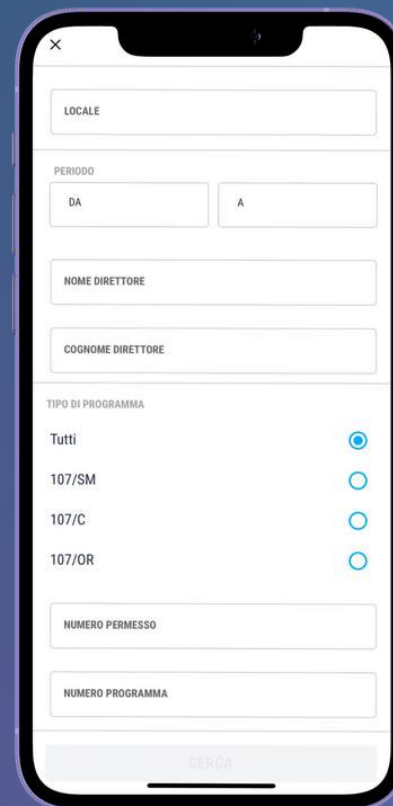 LOCALE
PERIODO
DA A
NOME DIRETTORE
COGNOME DIRETTORE
TIPO DI PROGRAMMA
Tutti
107/SM
107/C
107/OR
NUMERO PERMESSO
NUMERO PROGRAMMA
CERCA